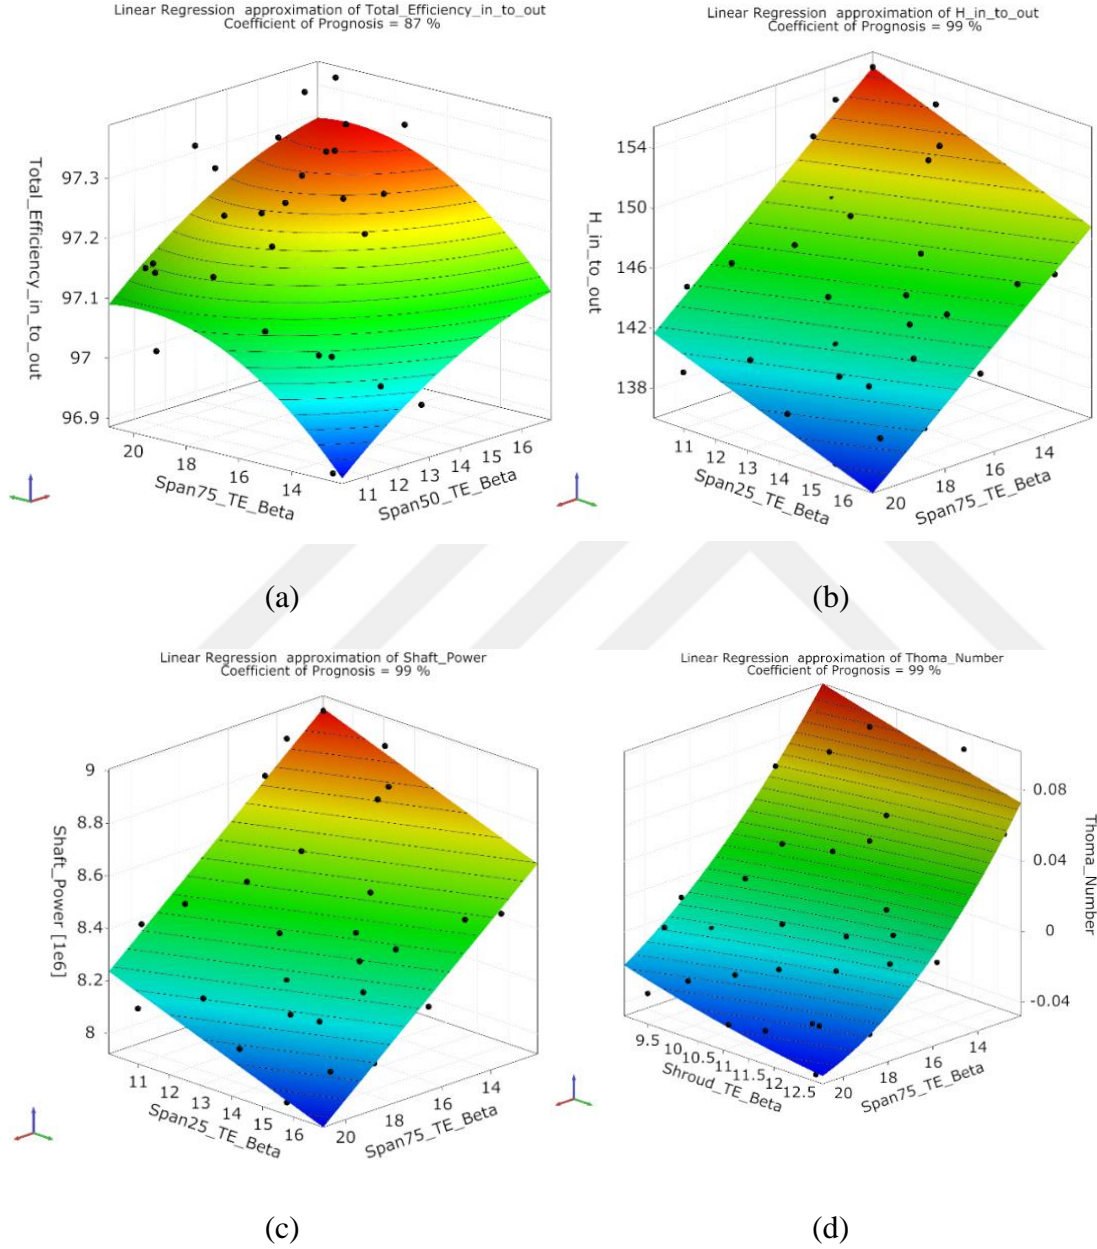 Linear Regression approximation of Total_Efficiency_in_to_out
Coefficient of Prognosis = 87 %
Total_Efficiency_in_to_out
97.3
97.2
97.1
97
96.9
20
18
16
14
Span75_TE_Beta
11
12
13
14
15
16
Span50_TE_Beta
(a)
Linear Regression approximation of H_in_to_out
Coefficient of Prognosis = 99 %
H_in_to_out
154
150
146
142
138
11
12
13
14
15
16
Span25_TE_Beta
20
18
16
14
Span75_TE_Beta
(b)
Linear Regression approximation of Shaft_Power
Coefficient of Prognosis = 99 %
Shaft_Power [1e6]
9
8.8
8.6
8.4
8.2
8
11
12
13
14
15
16
Span25_TE_Beta
20
18
16
14
Span75_TE_Beta
(c)
Linear Regression approximation of Thoma_Number
Coefficient of Prognosis = 99 %
Thoma_Number
0.08
0.04
0
-0.04
9.5
10
10.5
11
11.5
12
12.5
Shroud_TE_Beta
20
18
16
14
Span75_TE_Beta
(d)